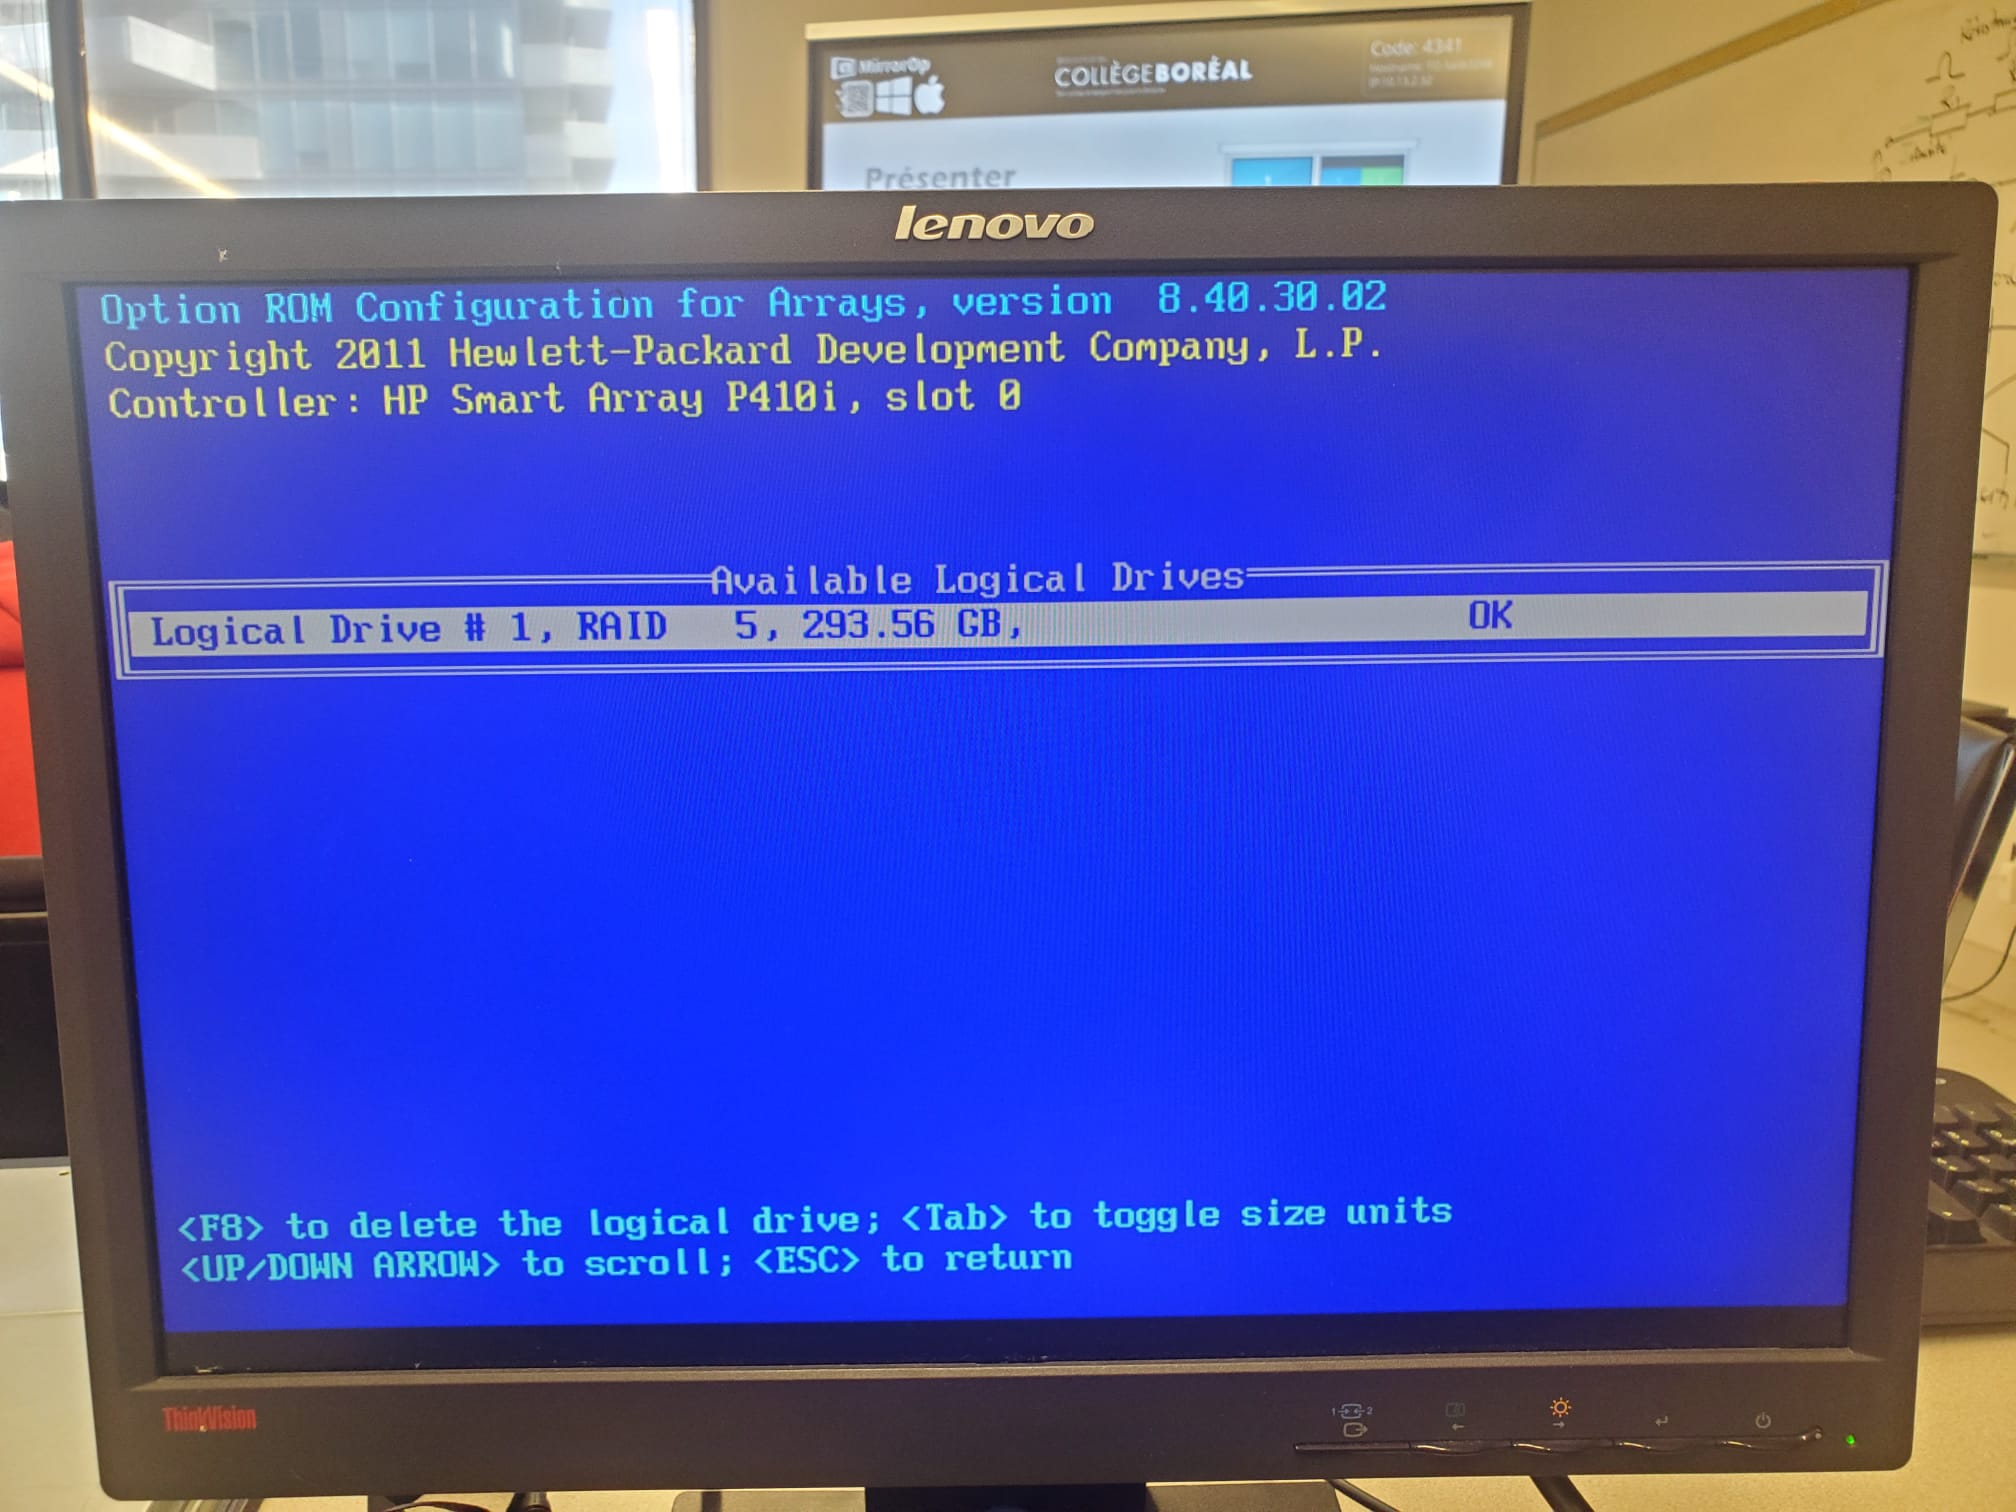 MirrorOp
COLLÈGEBORÉAL
Code: 4341
Présenter
lenovo
Option ROM Configuration for Arrays, version 8.40.30.02
Copyright 2011 Hewlett-Packard Development Company, L.P.
Controller: HP Smart Array P410i, slot 0
Available Logical Drives
Logical Drive # 1, RAID 5, 293.56 GB, OK
<F8> to delete the logical drive; <Tab> to toggle size units
<UP/DOWN ARROW> to scroll; <ESC> to return
ThinkVision